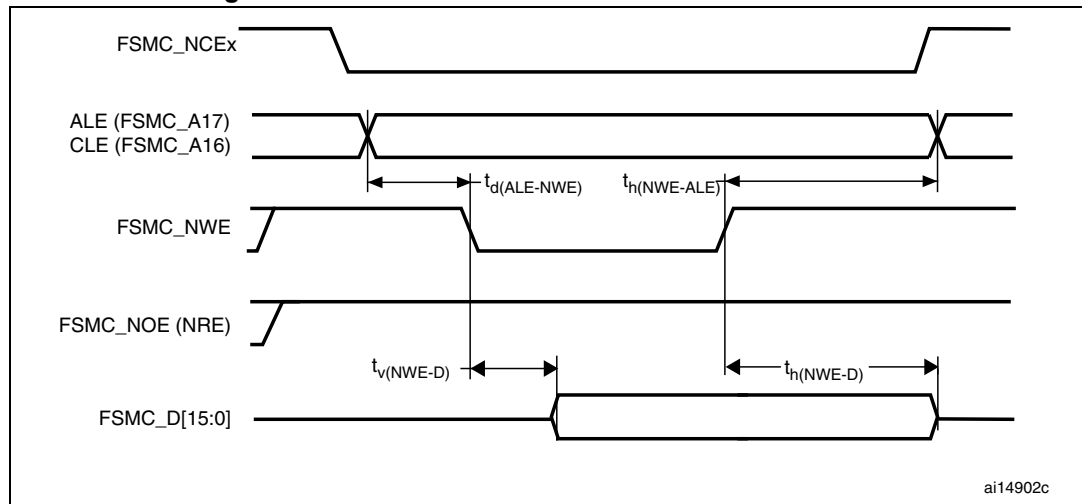 FSMC_NCEx
ALE (FSMC_A17)
CLE (FSMC_A16)
td(ALE-NWE)
th(NWE-ALE)
FSMC_NWE
FSMC_NOE (NRE)
tv(NWE-D)
th(NWE-D)
FSMC_D[15:0]
ai14902c